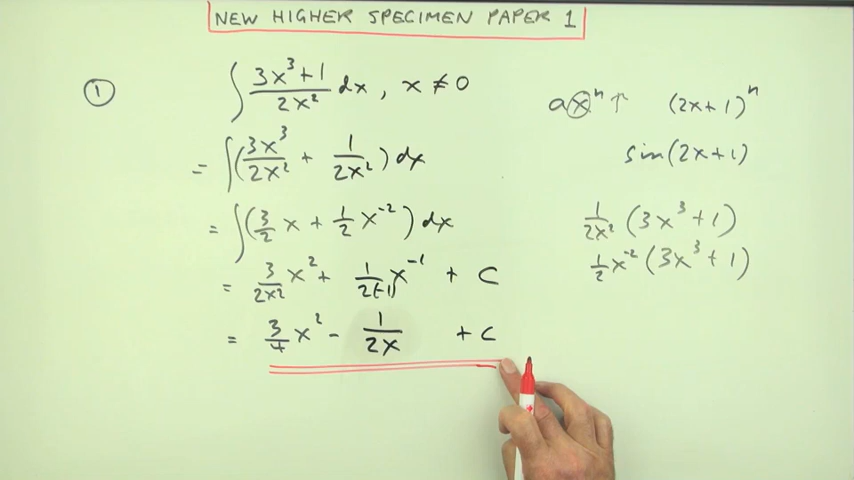 NEW HIGHER SPECIMEN PAPER 1
① ∫ (3x³+1)/(2x²) dx , x ≠ 0
= ∫(3x³/2x² + 1/2x²) dx
= ∫(3/2 x + 1/2 x⁻²) dx
= 3/(2×2) x² + 1/(2(-1)) x⁻¹ + C
= 3/4 x² - 1/2x + C
axⁿ↑ (2x+1)ⁿ
sin(2x+1)
1/2x² (3x³+1)
1/2 x⁻² (3x³+1)